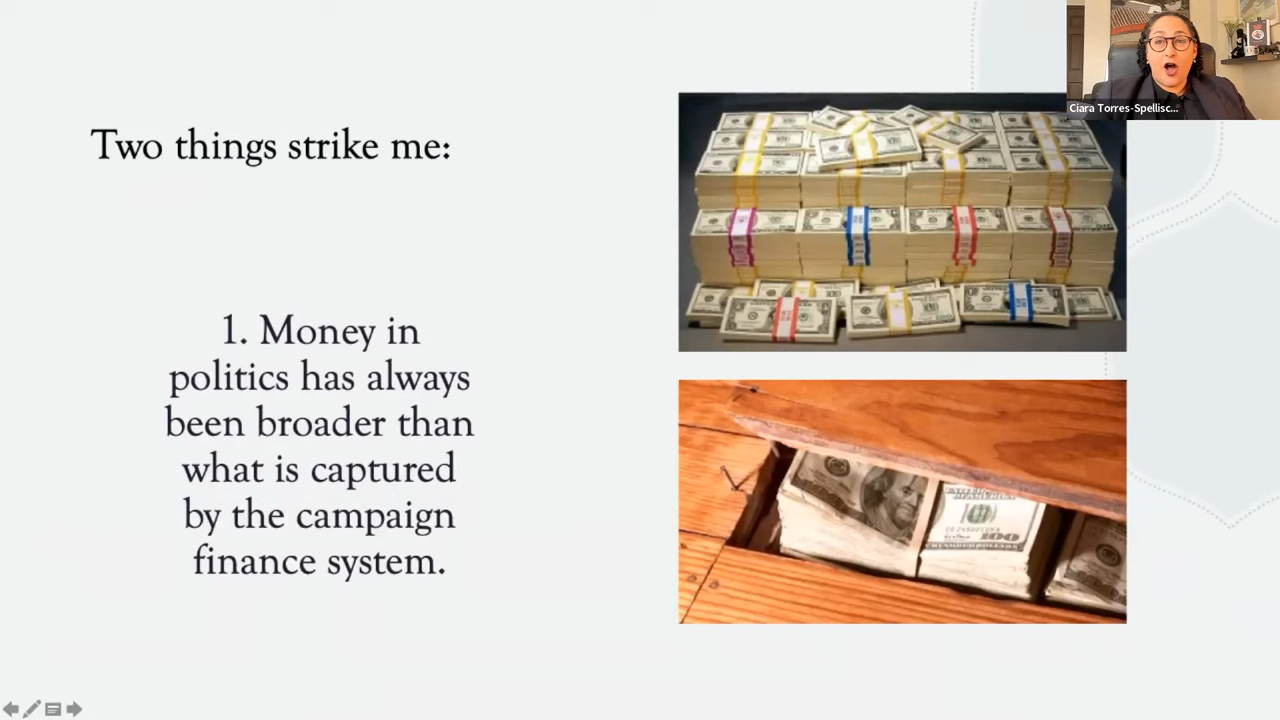 Two things strike me:
1. Money in
politics has always
been broader than
what is captured
by the campaign
finance system.
Ciara Torres-Spellisc...
100